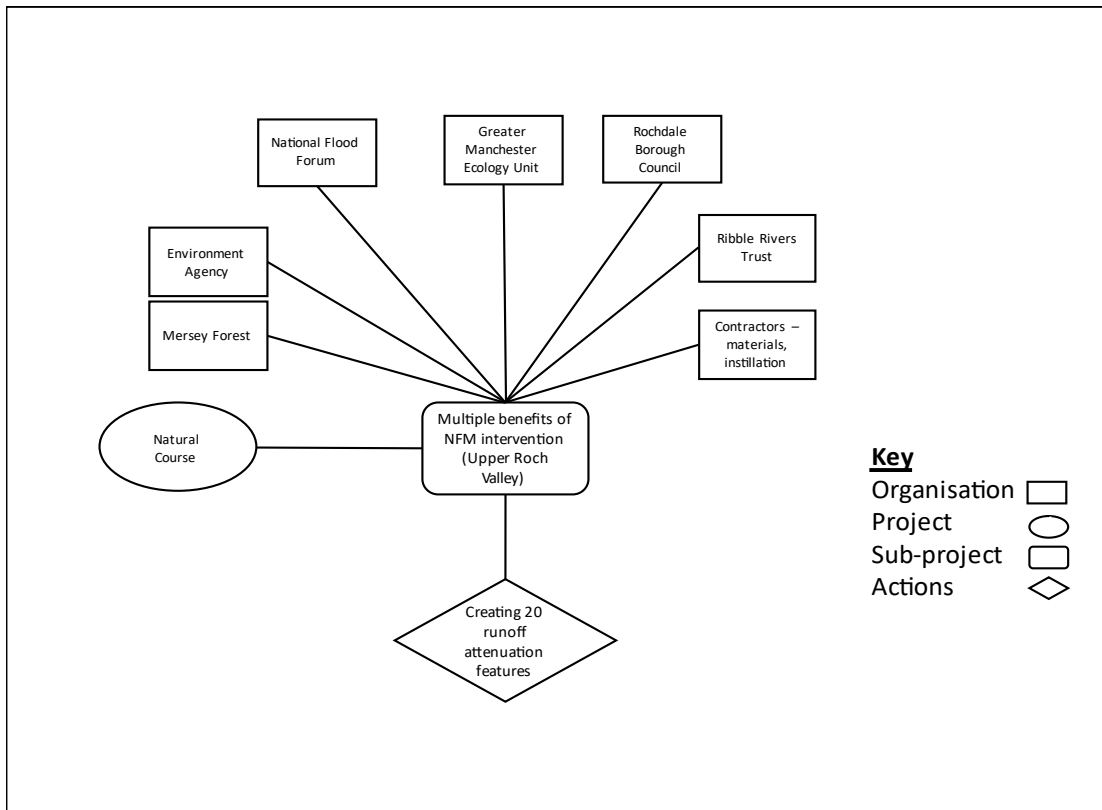 National Flood
Forum
Greater
Manchester
Ecology Unit
Rochdale
Borough
Council
Environment
Agency
Ribble Rivers
Trust
Mersey Forest
Contractors –
materials,
instillation
Natural
Course
Multiple benefits of
NFM intervention
(Upper Roch
Valley)
Creating 20
runoff
attenuation
features
Key
Organisation
Project
Sub-project
Actions